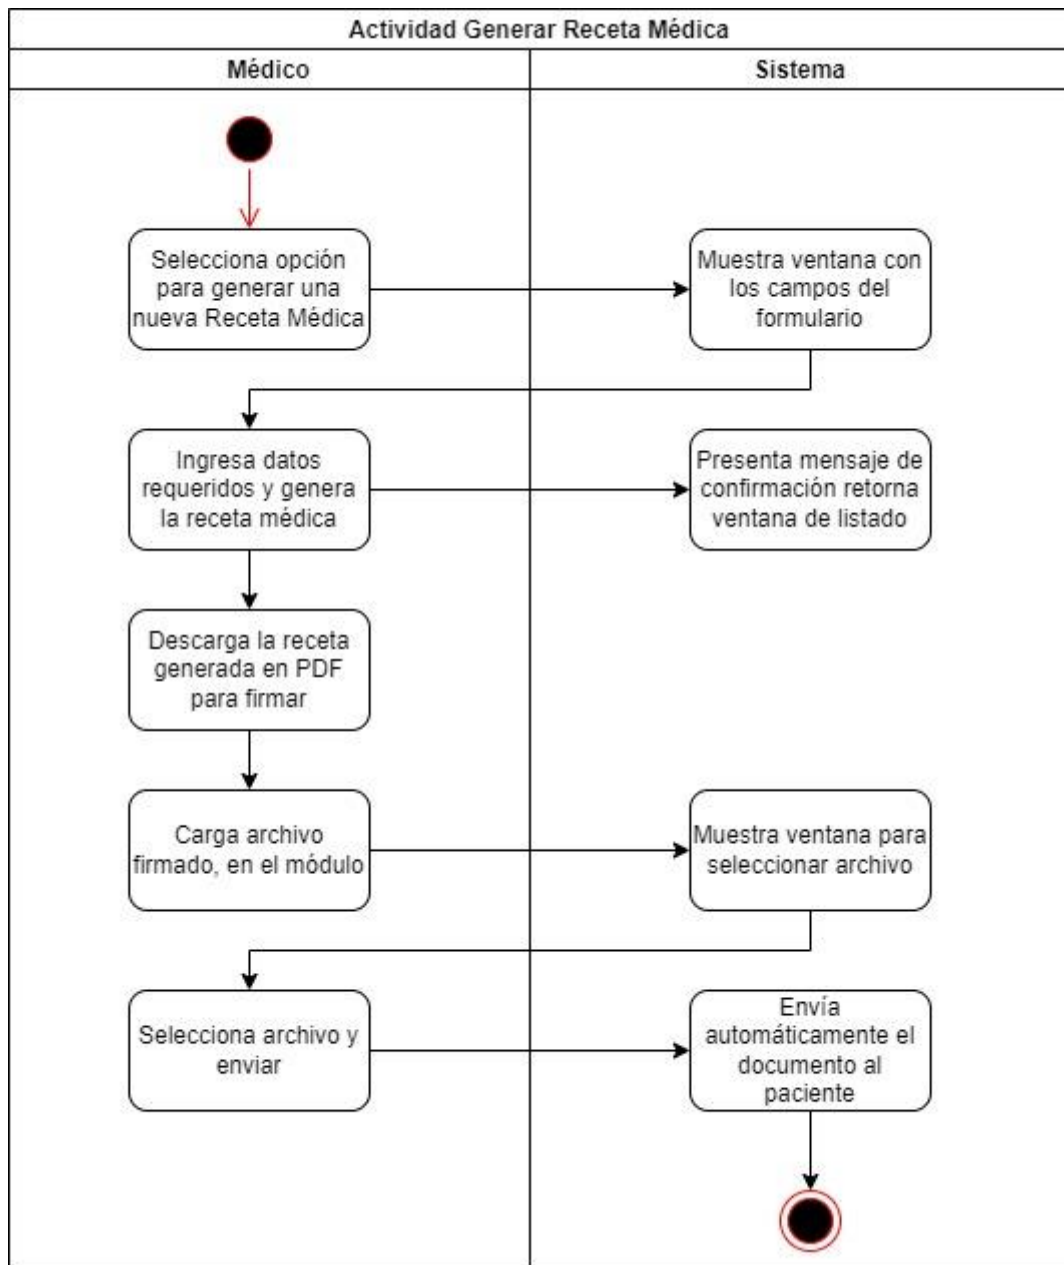 Actividad Generar Receta Médica
Médico
Sistema
Selecciona opción
para generar una
nueva Receta Médica
Muestra ventana con
los campos del
formulario
Ingresa datos
requeridos y genera
la receta médica
Presenta mensaje de
confirmación retorna
ventana de listado
Descarga la receta
generada en PDF
para firmar
Carga archivo
firmado, en el módulo
Muestra ventana para
seleccionar archivo
Selecciona archivo y
enviar
Envía
automáticamente el
documento al
paciente